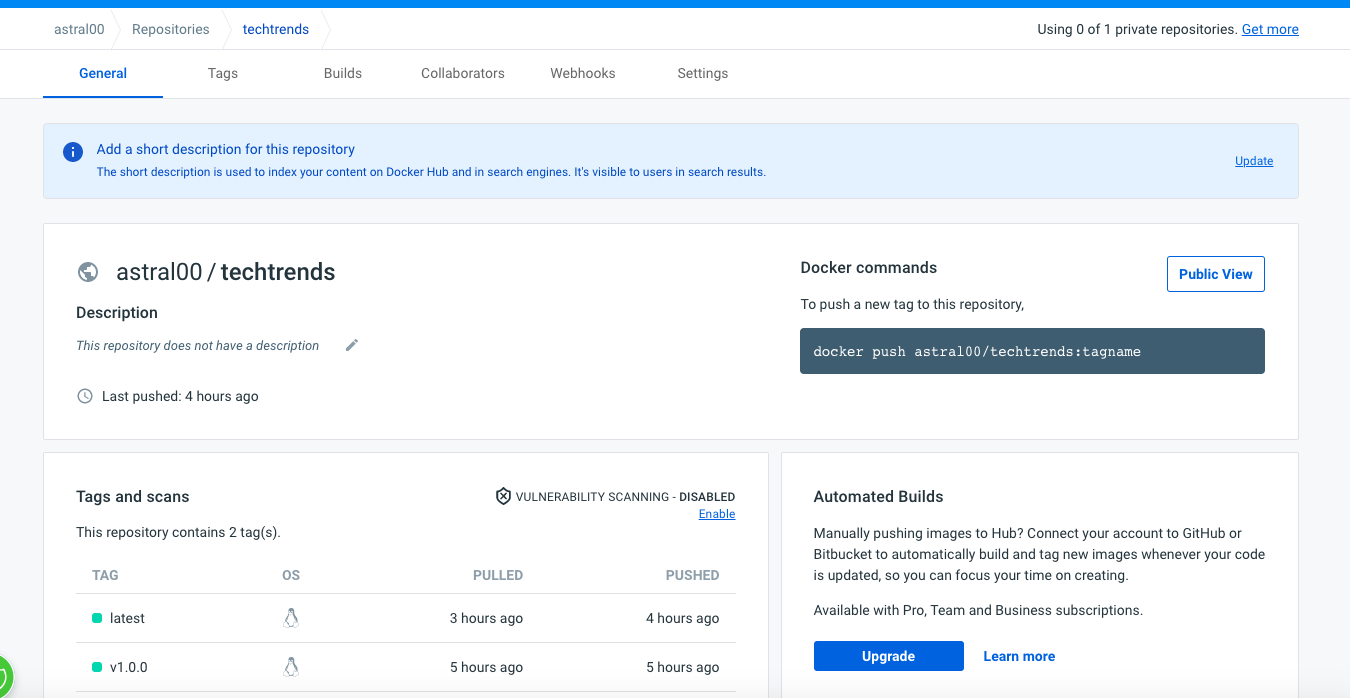 astral00 Repositories techtrends Using 0 of 1 private repositories. Get more
General Tags Builds Collaborators Webhooks Settings
Add a short description for this repository
The short description is used to index your content on Docker Hub and in search engines. It's visible to users in search results.
Update
astral00 / techtrends
Description
This repository does not have a description
Last pushed: 4 hours ago
Docker commands
Public View
To push a new tag to this repository,
docker push astral00/techtrends:tagname
Tags and scans
VULNERABILITY SCANNING - DISABLED
Enable
This repository contains 2 tag(s).
TAG OS PULLED PUSHED
latest 3 hours ago 4 hours ago
v1.0.0 5 hours ago 5 hours ago
Automated Builds
Manually pushing images to Hub? Connect your account to GitHub or
Bitbucket to automatically build and tag new images whenever your code
is updated, so you can focus your time on creating.
Available with Pro, Team and Business subscriptions.
Upgrade Learn more